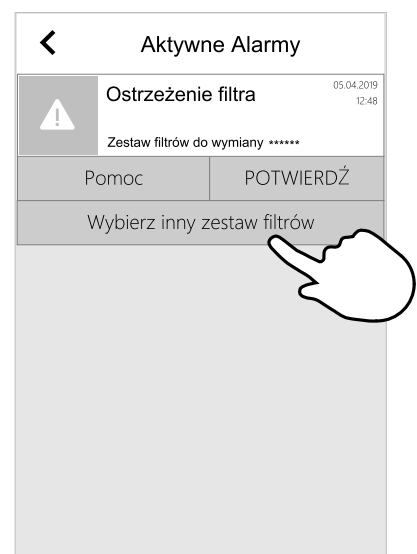 Aktywne Alarmy
Ostrzeżenie filtra
05.04.2019
12:48
Zestaw filtrów do wymiany ******
Pomoc
POTWIERDŹ
Wybierz inny zestaw filtrów